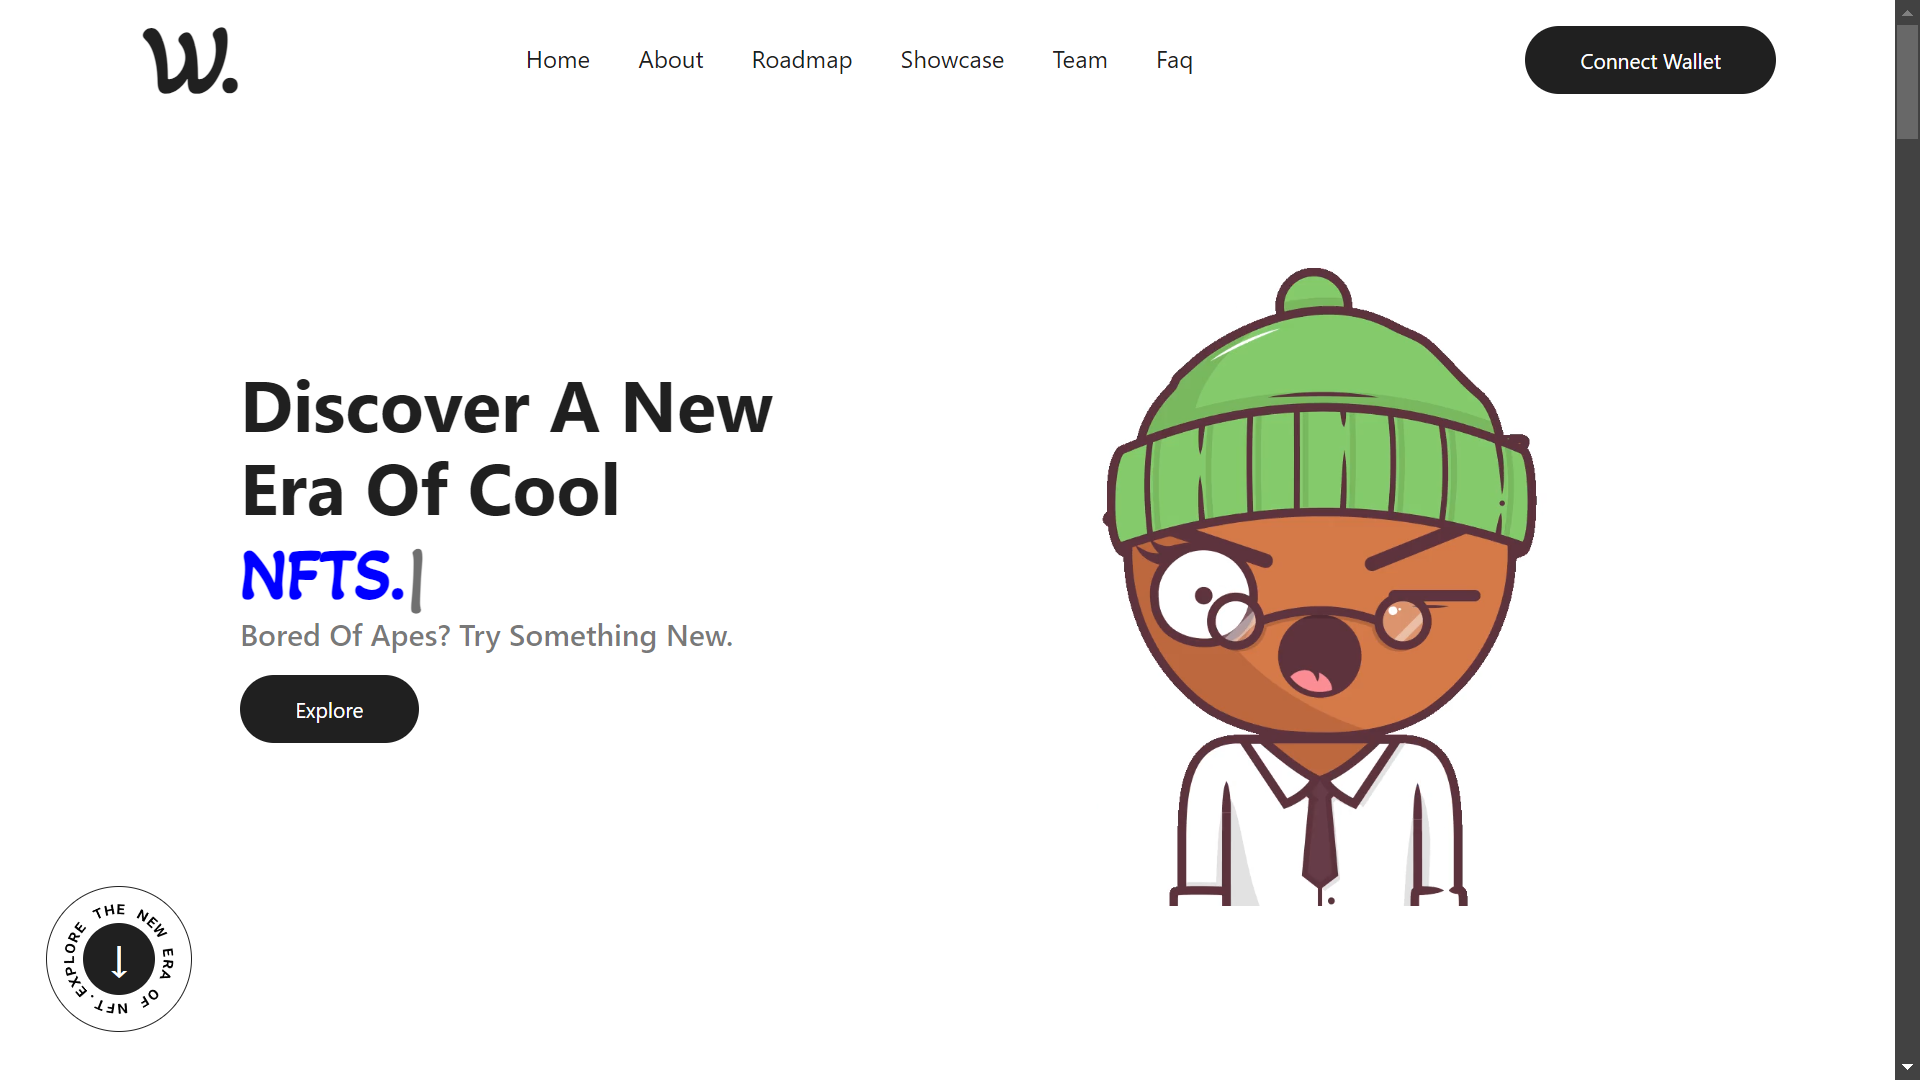 W.
Home
About
Roadmap
Showcase
Team
Faq
Connect Wallet
Discover A New
Era Of Cool
NFTS.|
Bored Of Apes? Try Something New.
Explore
EXPLORE THE NEW ERA OF NFT.